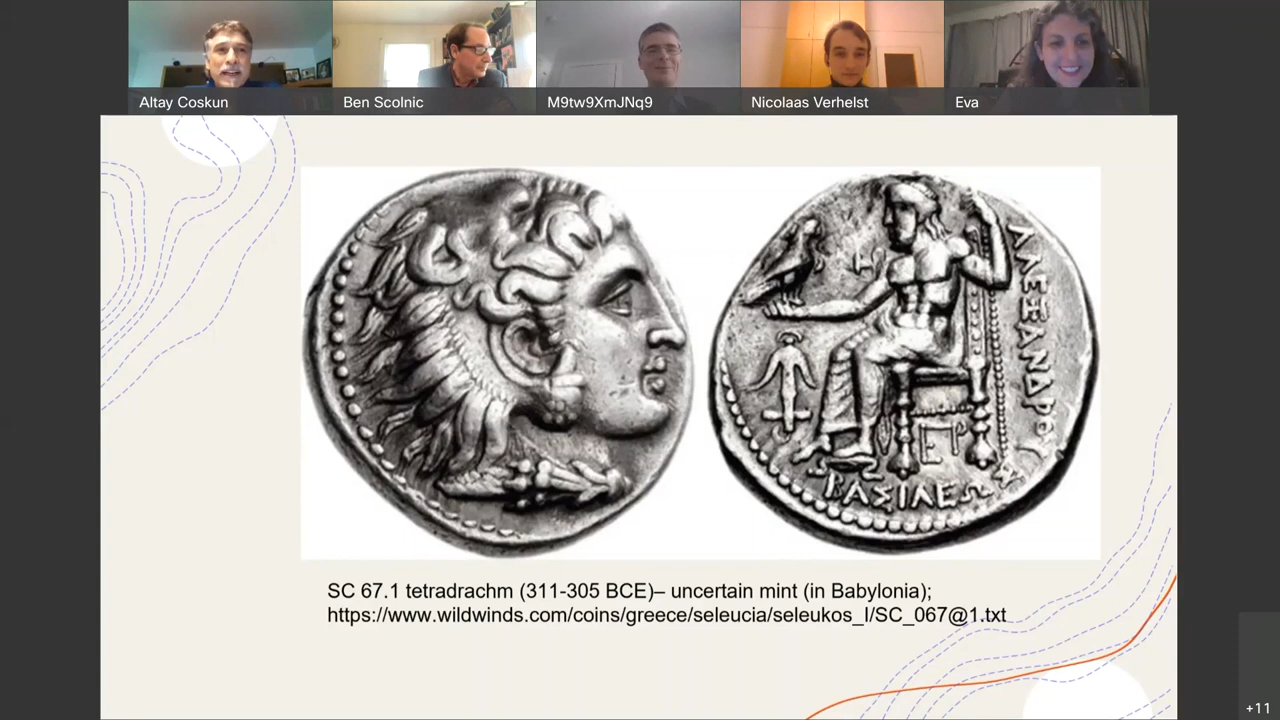 Altay Coskun
Ben Scolnic
M9tw9XmJNq9
Nicolaas Verhelst
Eva
ΑΛΕΞΑΝΔΡΟΥ
ΒΑΣΙΛΕΩΣ
SC 67.1 tetradrachm (311-305 BCE)– uncertain mint (in Babylonia);
https://www.wildwinds.com/coins/greece/seleucia/seleukos_I/SC_067@1.txt
+11